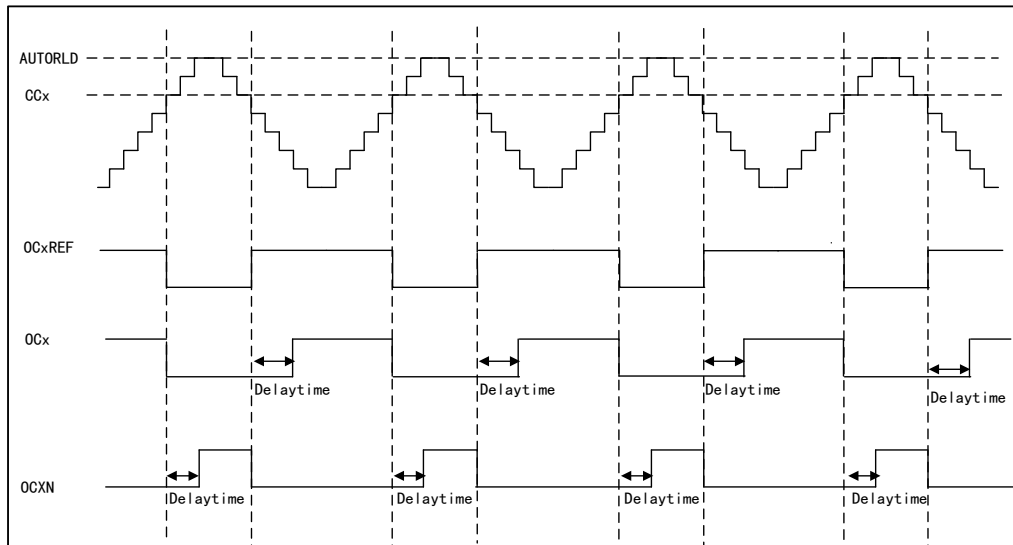 AUTORLD
CCx
OCxREF
OCx
Delaytime
Delaytime
Delaytime
Delaytime
OCXN
Delaytime
Delaytime
Delaytime
Delaytime